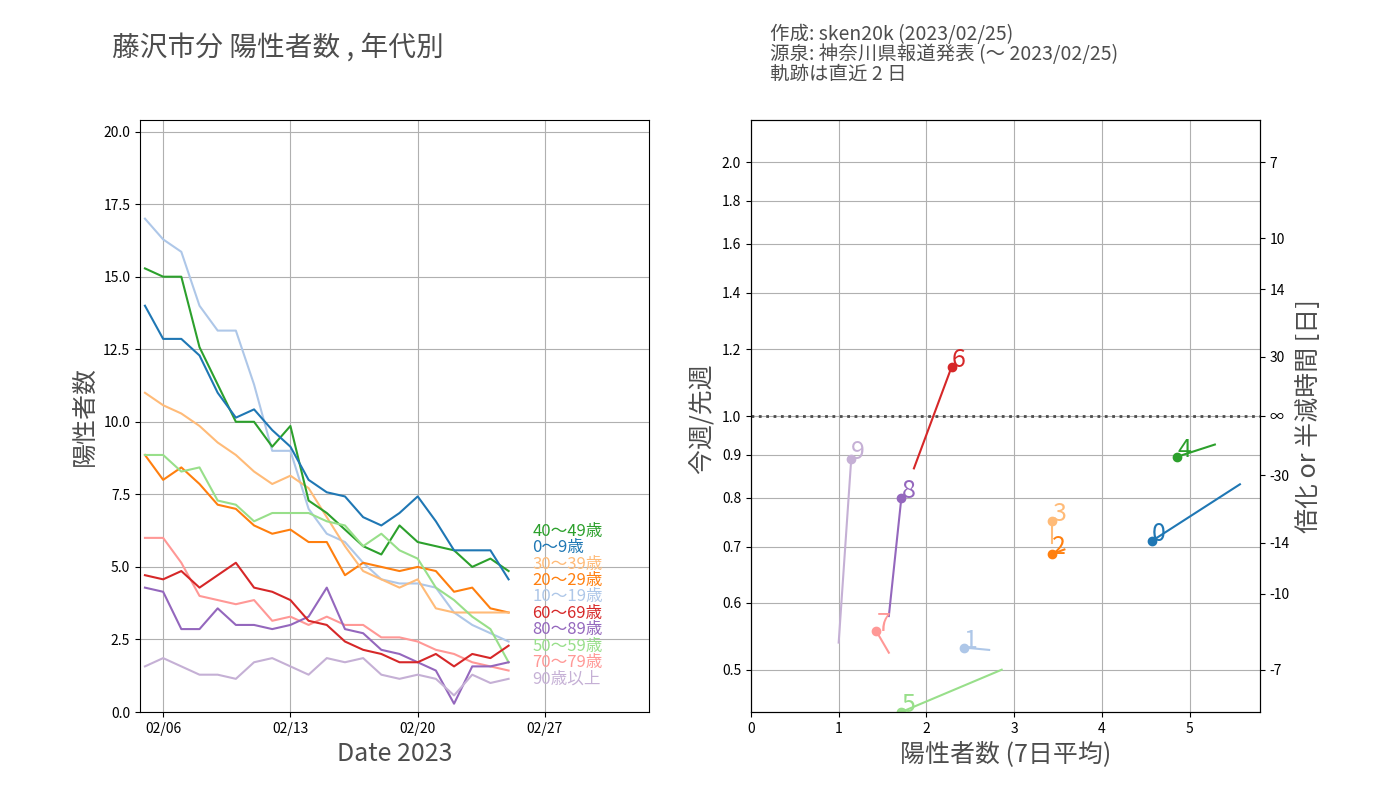 藤沢市分 陽性者数 , 年代別
作成: sken20k (2023/02/25)
源泉: 神奈川県報道発表 (〜 2023/02/25)
軌跡は直近 2 日
陽性者数
20.0
17.5
15.0
12.5
10.0
7.5
5.0
2.5
0.0
40〜49歳
0〜9歳
30〜39歳
20〜29歳
10〜19歳
60〜69歳
80〜89歳
50〜59歳
70〜79歳
90歳以上
02/06 02/13 02/20 02/27
Date 2023
今週/先週
2.0
1.8
1.6
1.4
1.2
1.0
0.9
0.8
0.7
0.6
0.5
6
9
4
8
3
0
2
7
1
5
7
10
14
30
∞
-30
-14
-10
-7
倍化 or 半減時間 [日]
0 1 2 3 4 5
陽性者数 (7日平均)